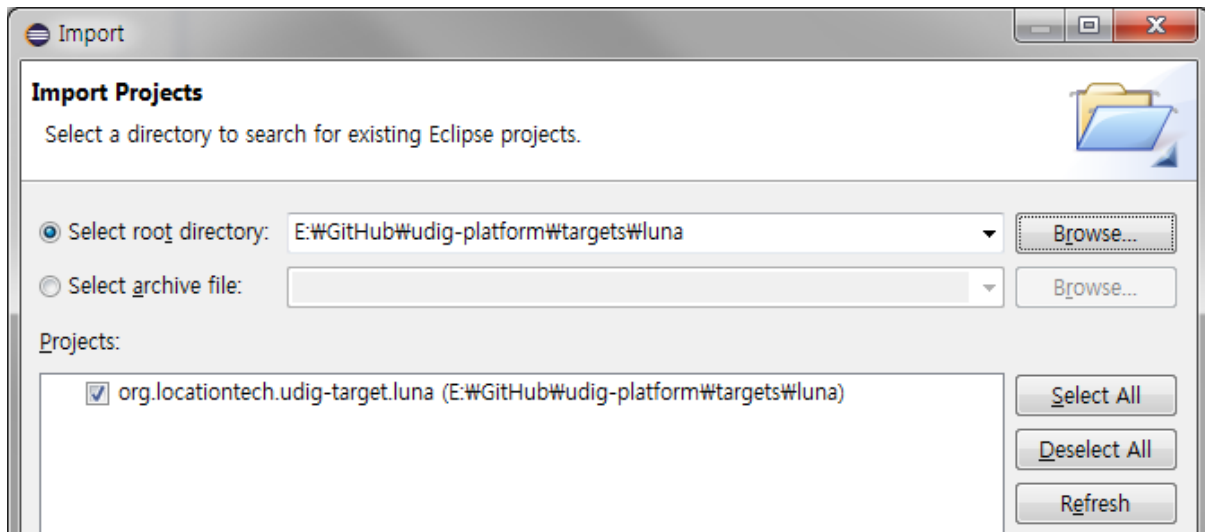 Import
Import Projects
Select a directory to search for existing Eclipse projects.
Select root directory: E:₩GitHub₩udig-platform₩targets₩luna Browse...
Select archive file: Browse...
Projects:
org.locationtech.udig-target.luna (E:₩GitHub₩udig-platform₩targets₩luna)
Select All
Deselect All
Refresh